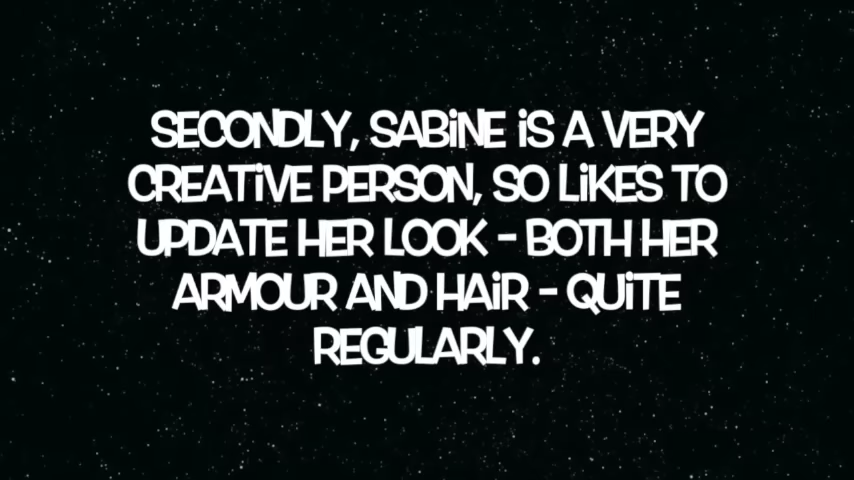 SECONDLY, SABiNE iS A VERY
CREATiVE PERSON, SO LiKES TO
UPDATE HER LOOK - BOTH HER
ARMOUR AND HAiR - QUiTE
REGULARLY.